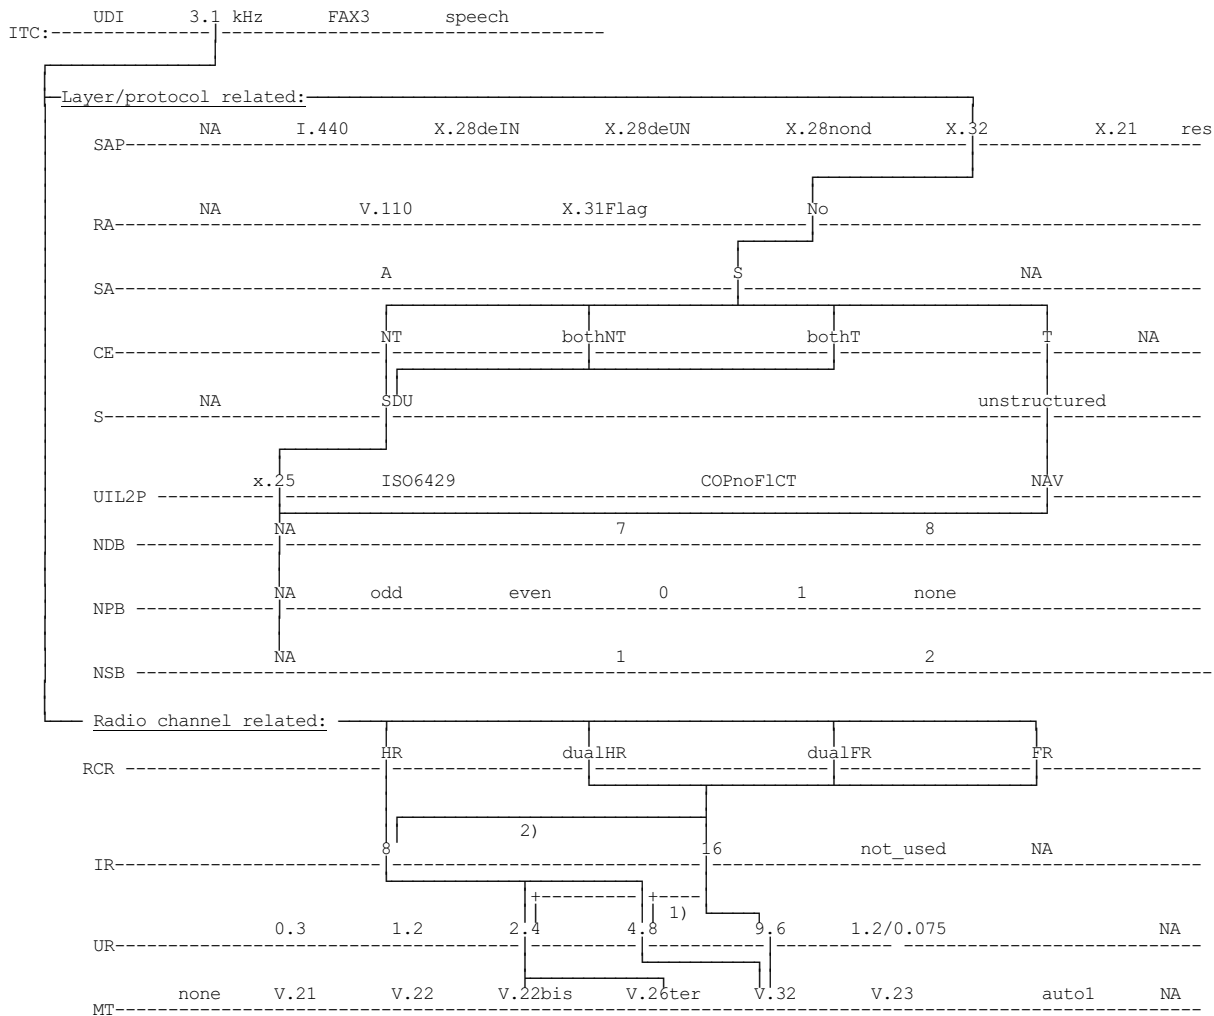 UDI 3.1 kHz FAX3 speech
ITC:
Layer/protocol related:
NA I.440 X.28deIN X.28deUN X.28nond X.32 X.21 res
SAP
NA V.110 X.31Flag No
RA
A S NA
SA
NT bothNT bothT T NA
CE
NA SDU unstructured
S
x.25 ISO6429 COPnoFlCT NAV
UIL2P
NA 7 8
NDB
NA odd even 0 1 none
NPB
NA 1 2
NSB
Radio channel related:
HR dualHR dualFR FR
RCR
2)
8 16 not_used NA
IR
1)
0.3 1.2 2.4 4.8 9.6 1.2/0.075 NA
UR
none V.21 V.22 V.22bis V.26ter V.32 V.23 auto1 NA
MT